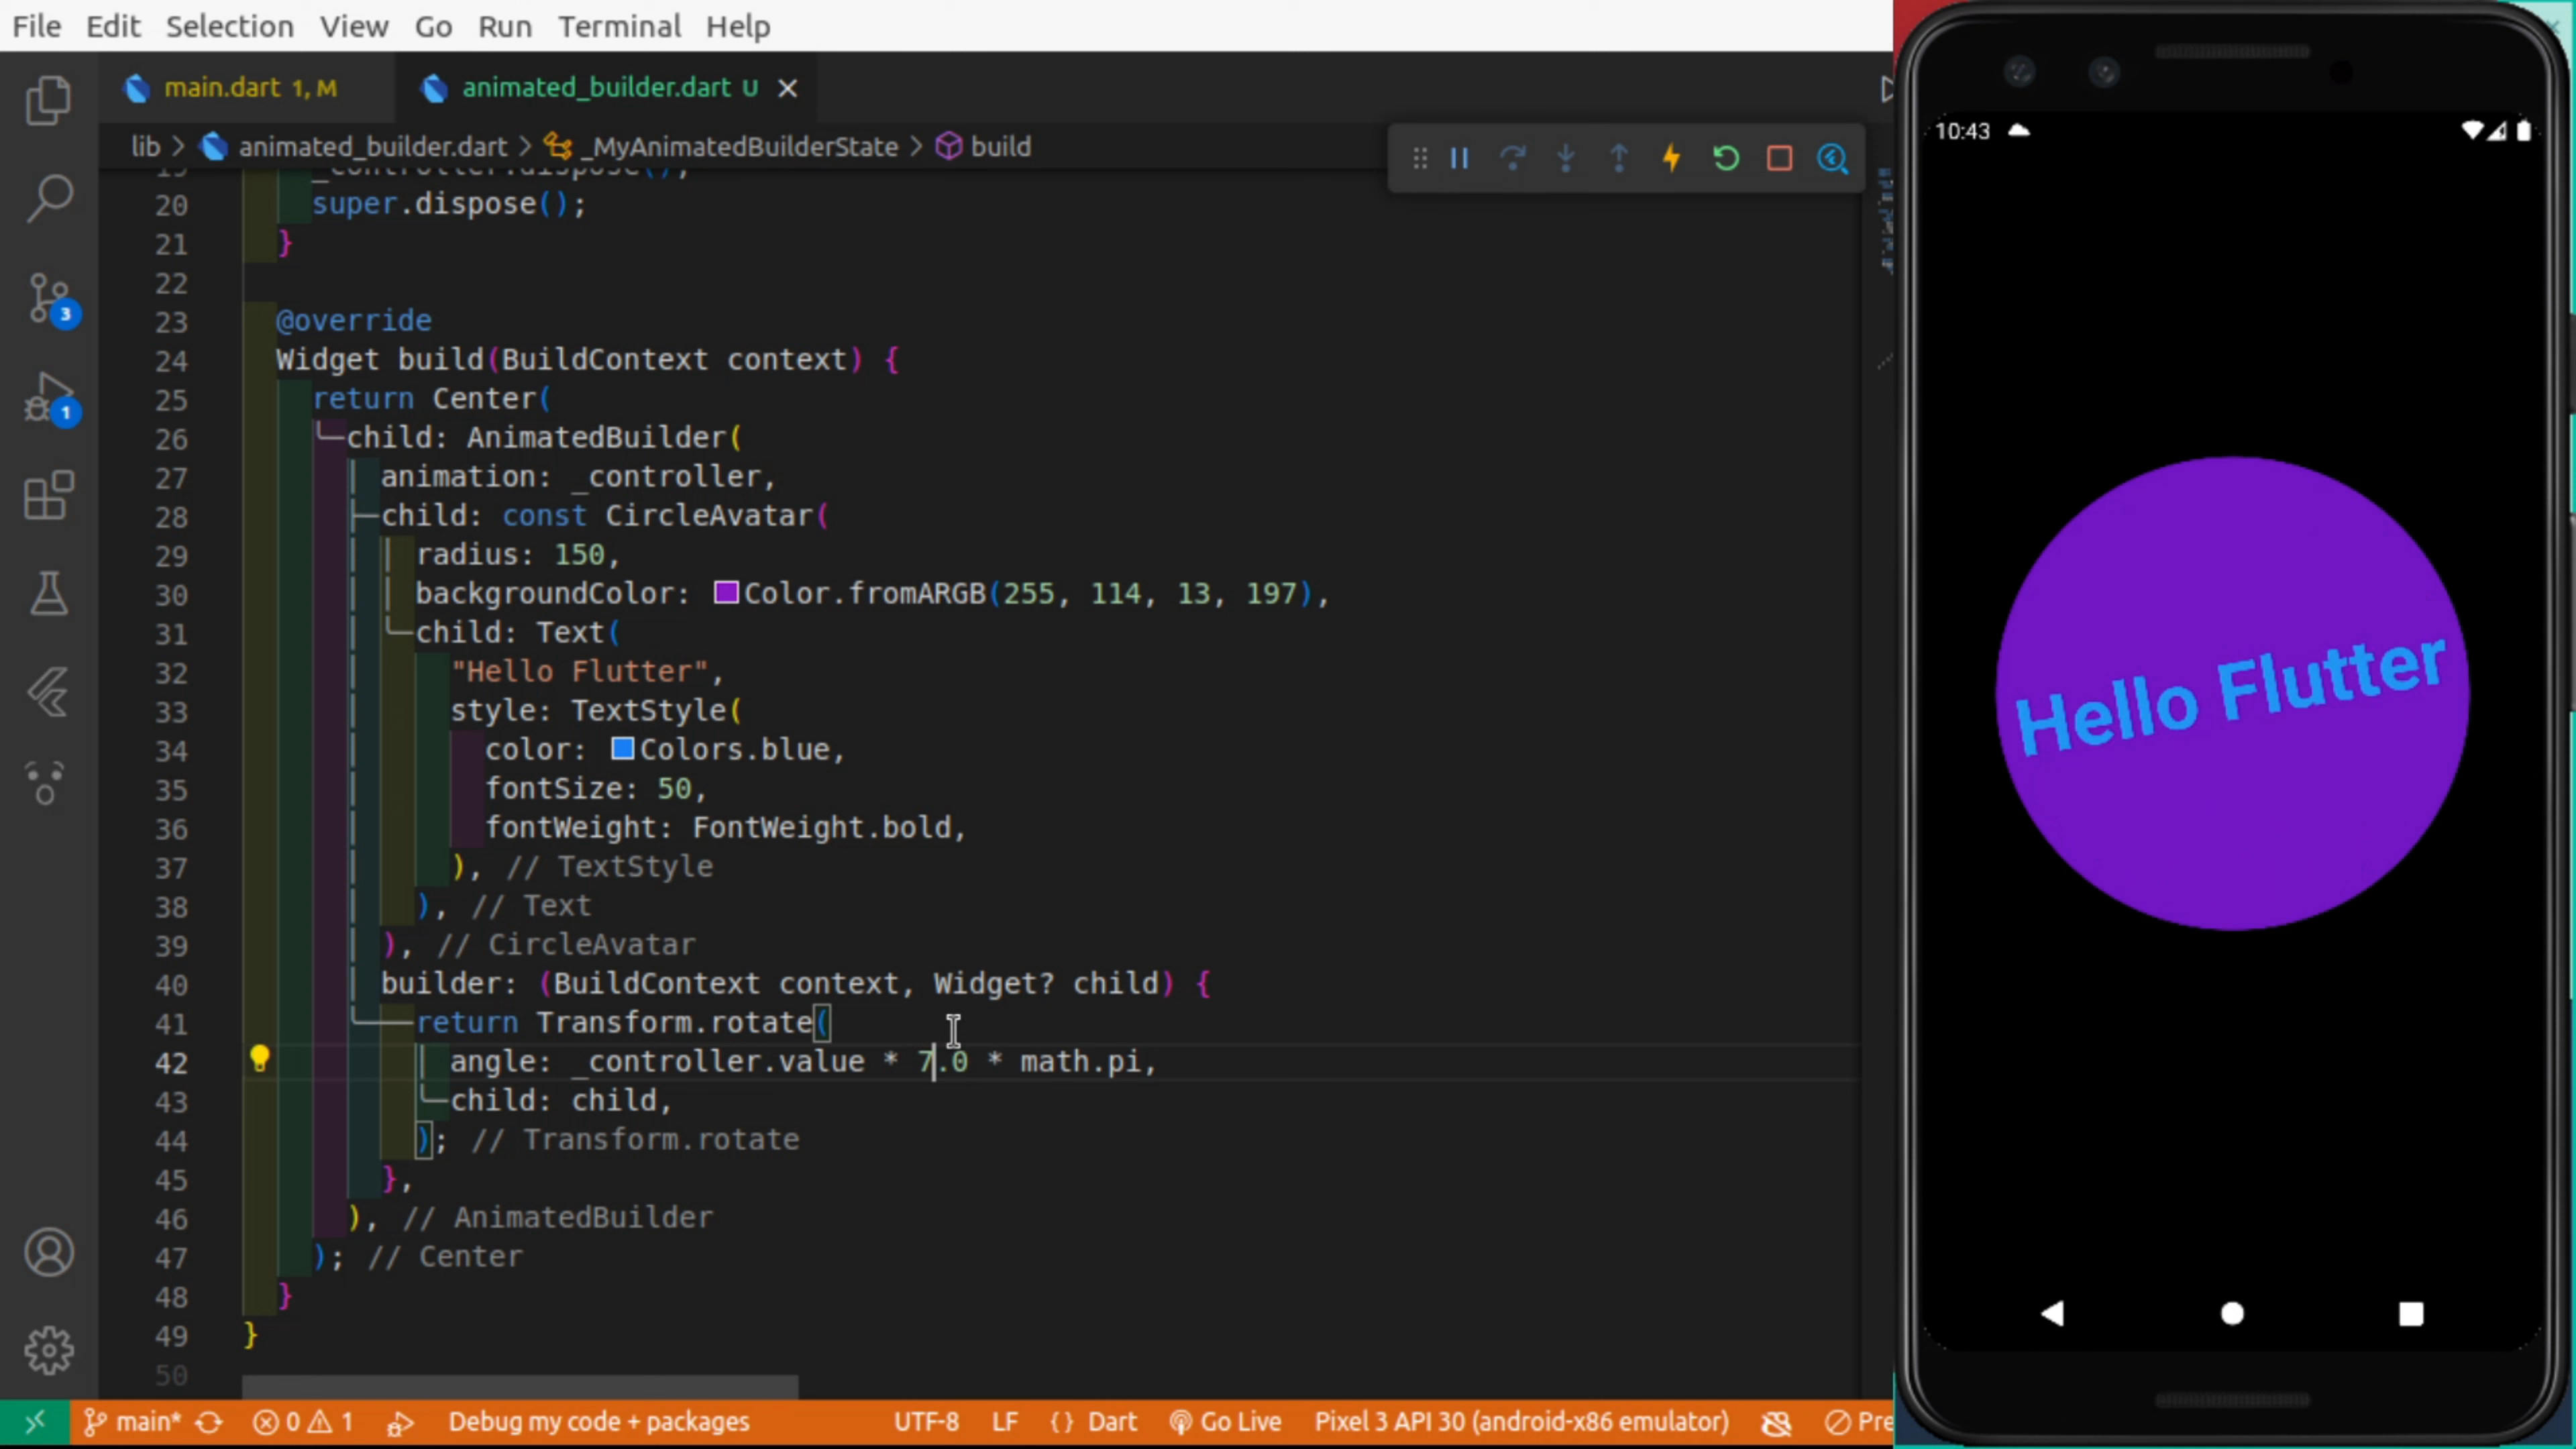 File Edit Selection View Go Run Terminal Help
main.dart 1, M
animated_builder.dart U
lib > animated_builder.dart > _MyAnimatedBuilderState > build
19 _controller.dispose();
20 super.dispose();
21 }
22
23 @override
24 Widget build(BuildContext context) {
25 return Center(
26 child: AnimatedBuilder(
27 animation: _controller,
28 child: const CircleAvatar(
29 radius: 150,
30 backgroundColor: Color.fromARGB(255, 114, 13, 197),
31 child: Text(
32 "Hello Flutter",
33 style: TextStyle(
34 color: Colors.blue,
35 fontSize: 50,
36 fontWeight: FontWeight.bold,
37 ), // TextStyle
38 ), // Text
39 ), // CircleAvatar
40 builder: (BuildContext context, Widget? child) {
41 return Transform.rotate(
42 angle: _controller.value * 7.0 * math.pi,
43 child: child,
44 ); // Transform.rotate
45 },
46 ), // AnimatedBuilder
47 ); // Center
48 }
49 }
50
3
1
main* 0 1 Debug my code + packages UTF-8 LF {} Dart Go Live Pixel 3 API 30 (android-x86 emulator) Pre
10:43
Hello Flutter